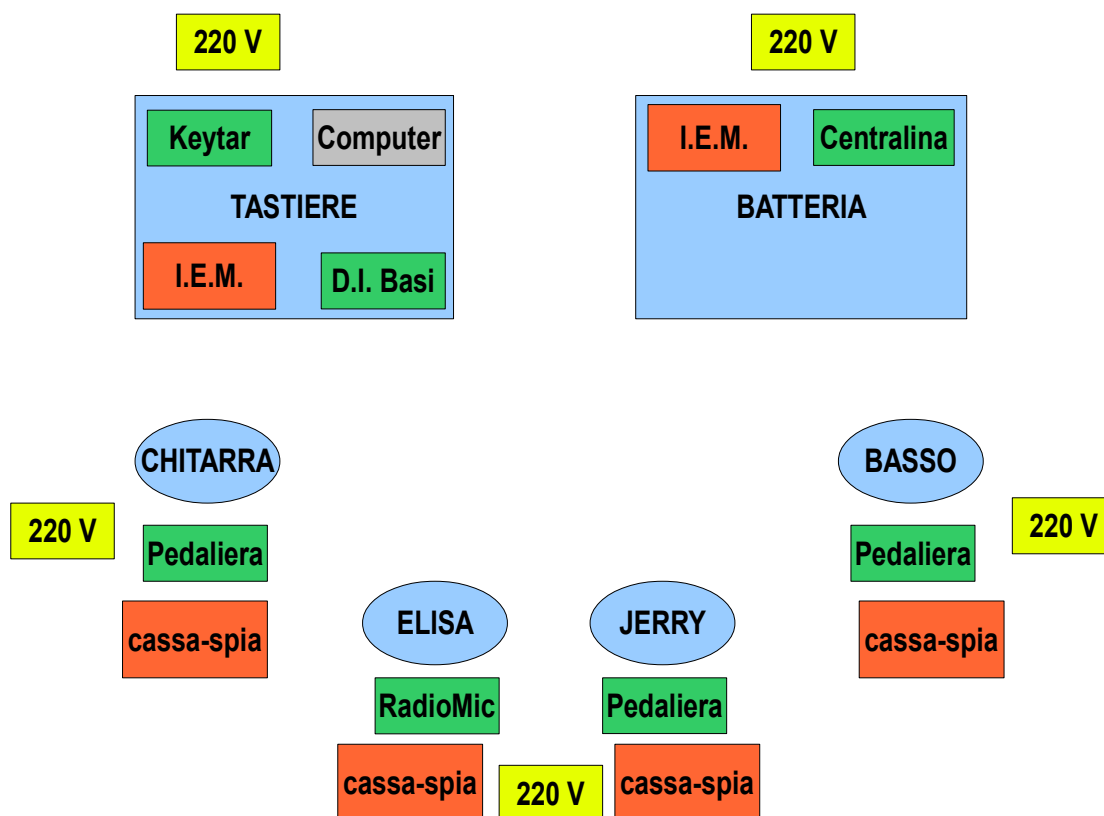 220 V
220 V
Keytar
Computer
I.E.M.
Centralina
TASTIERE
BATTERIA
I.E.M.
D.I. Basi
CHITARRA
BASSO
220 V
220 V
Pedaliera
Pedaliera
ELISA
JERRY
cassa-spia
cassa-spia
RadioMic
Pedaliera
cassa-spia
220 V
cassa-spia